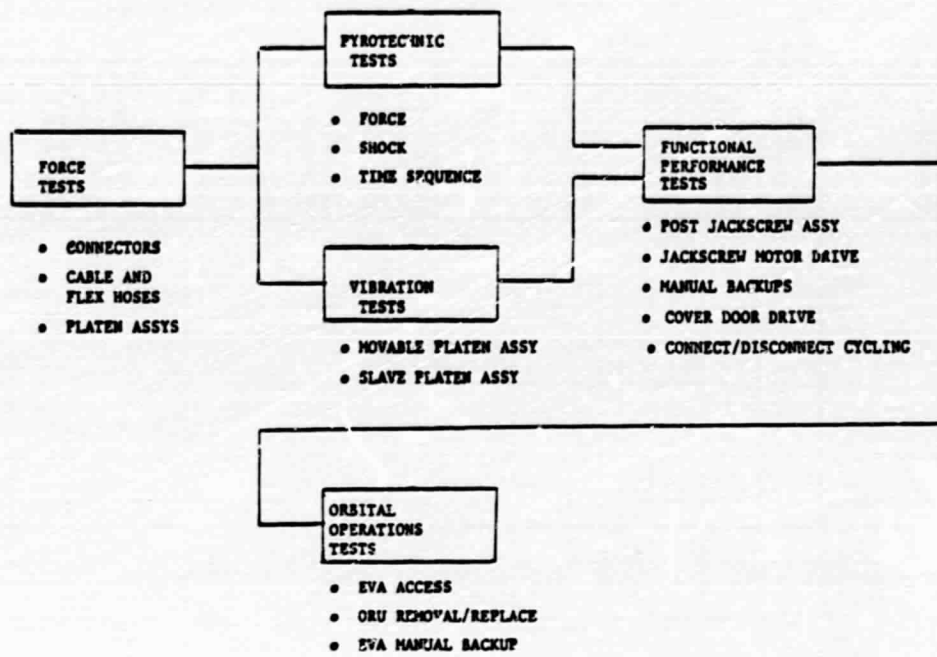 PYROTECHNIC
TESTS
• FORCE
• SHOCK
• TIME SEQUENCE
FORCE
TESTS
• CONNECTORS
• CABLE AND
FLEX HOSES
• PLATEN ASSYS
VIBRATION
TESTS
• MOVABLE PLATEN ASSY
• SLAVE PLATEN ASSY
FUNCTIONAL
PERFORMANCE
TESTS
• POST JACKSCREW ASSY
• JACKSCREW MOTOR DRIVE
• MANUAL BACKUPS
• COVER DOOR DRIVE
• CONNECT/DISCONNECT CYCLING
ORBITAL
OPERATIONS
TESTS
• EVA ACCESS
• ORU REMOVAL/REPLACE
• EVA MANUAL BACKUP